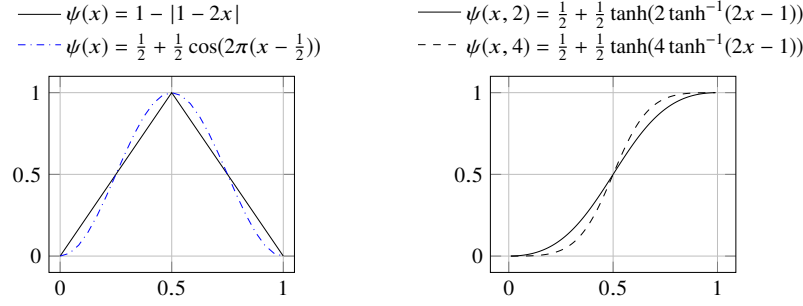 ψ(x) = 1 − |1 − 2x|
ψ(x) = 1/2 + 1/2 cos(2π(x − 1/2))
1
0.5
0
0 0.5 1
ψ(x, 2) = 1/2 + 1/2 tanh(2 tanh⁻¹(2x − 1))
ψ(x, 4) = 1/2 + 1/2 tanh(4 tanh⁻¹(2x − 1))
1
0.5
0
0 0.5 1